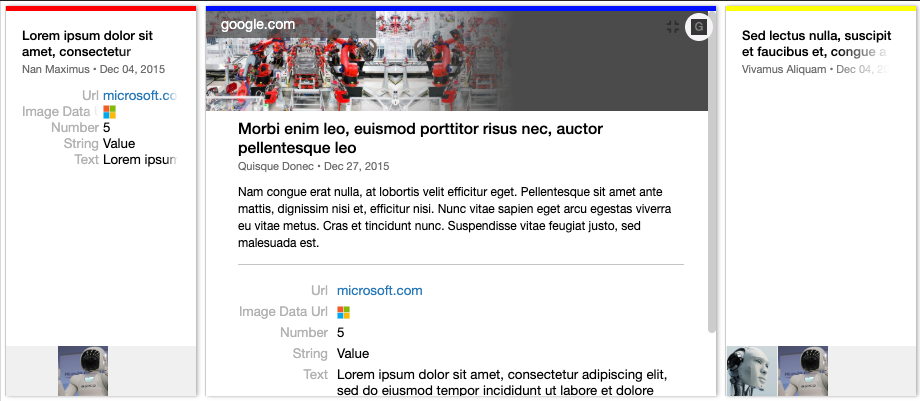 Lorem ipsum dolor sit
amet, consectetur
Nan Maximus • Dec 04, 2015
Url microsoft.co
Image Data U
Number 5
String Value
Text Lorem ipsum
google.com
G
Morbi enim leo, euismod porttitor risus nec, auctor
pellentesque leo
Quisque Donec • Dec 27, 2015
Nam congue erat nulla, at lobortis velit efficitur eget. Pellentesque sit amet ante
mattis, dignissim nisi et, efficitur nisi. Nunc vitae sapien eget arcu egestas viverra
eu vitae metus. Cras et tincidunt nunc. Suspendisse vitae feugiat justo, sed
malesuada est.
Url microsoft.com
Image Data Url
Number 5
String Value
Text Lorem ipsum dolor sit amet, consectetur adipiscing elit,
sed do eiusmod tempor incididunt ut labore et dolore
Sed lectus nulla, suscipit
et faucibus et, congue a
Vivamus Aliquam • Dec 04, 20